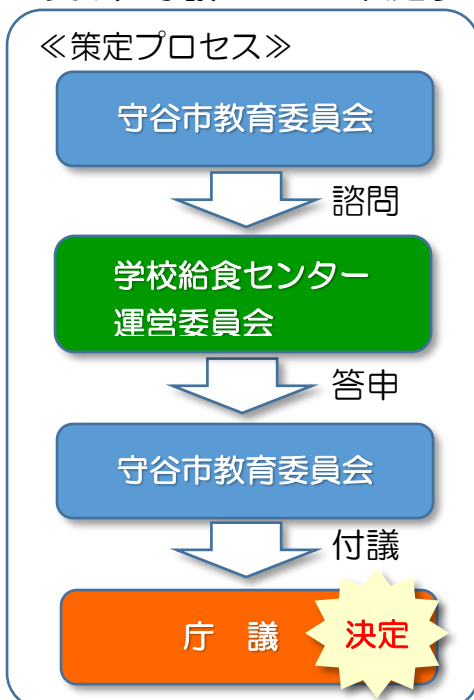 ≪策定プロセス≫
守谷市教育委員会
諮問
学校給食センター
運営委員会
答申
守谷市教育委員会
付議
庁 議
決定